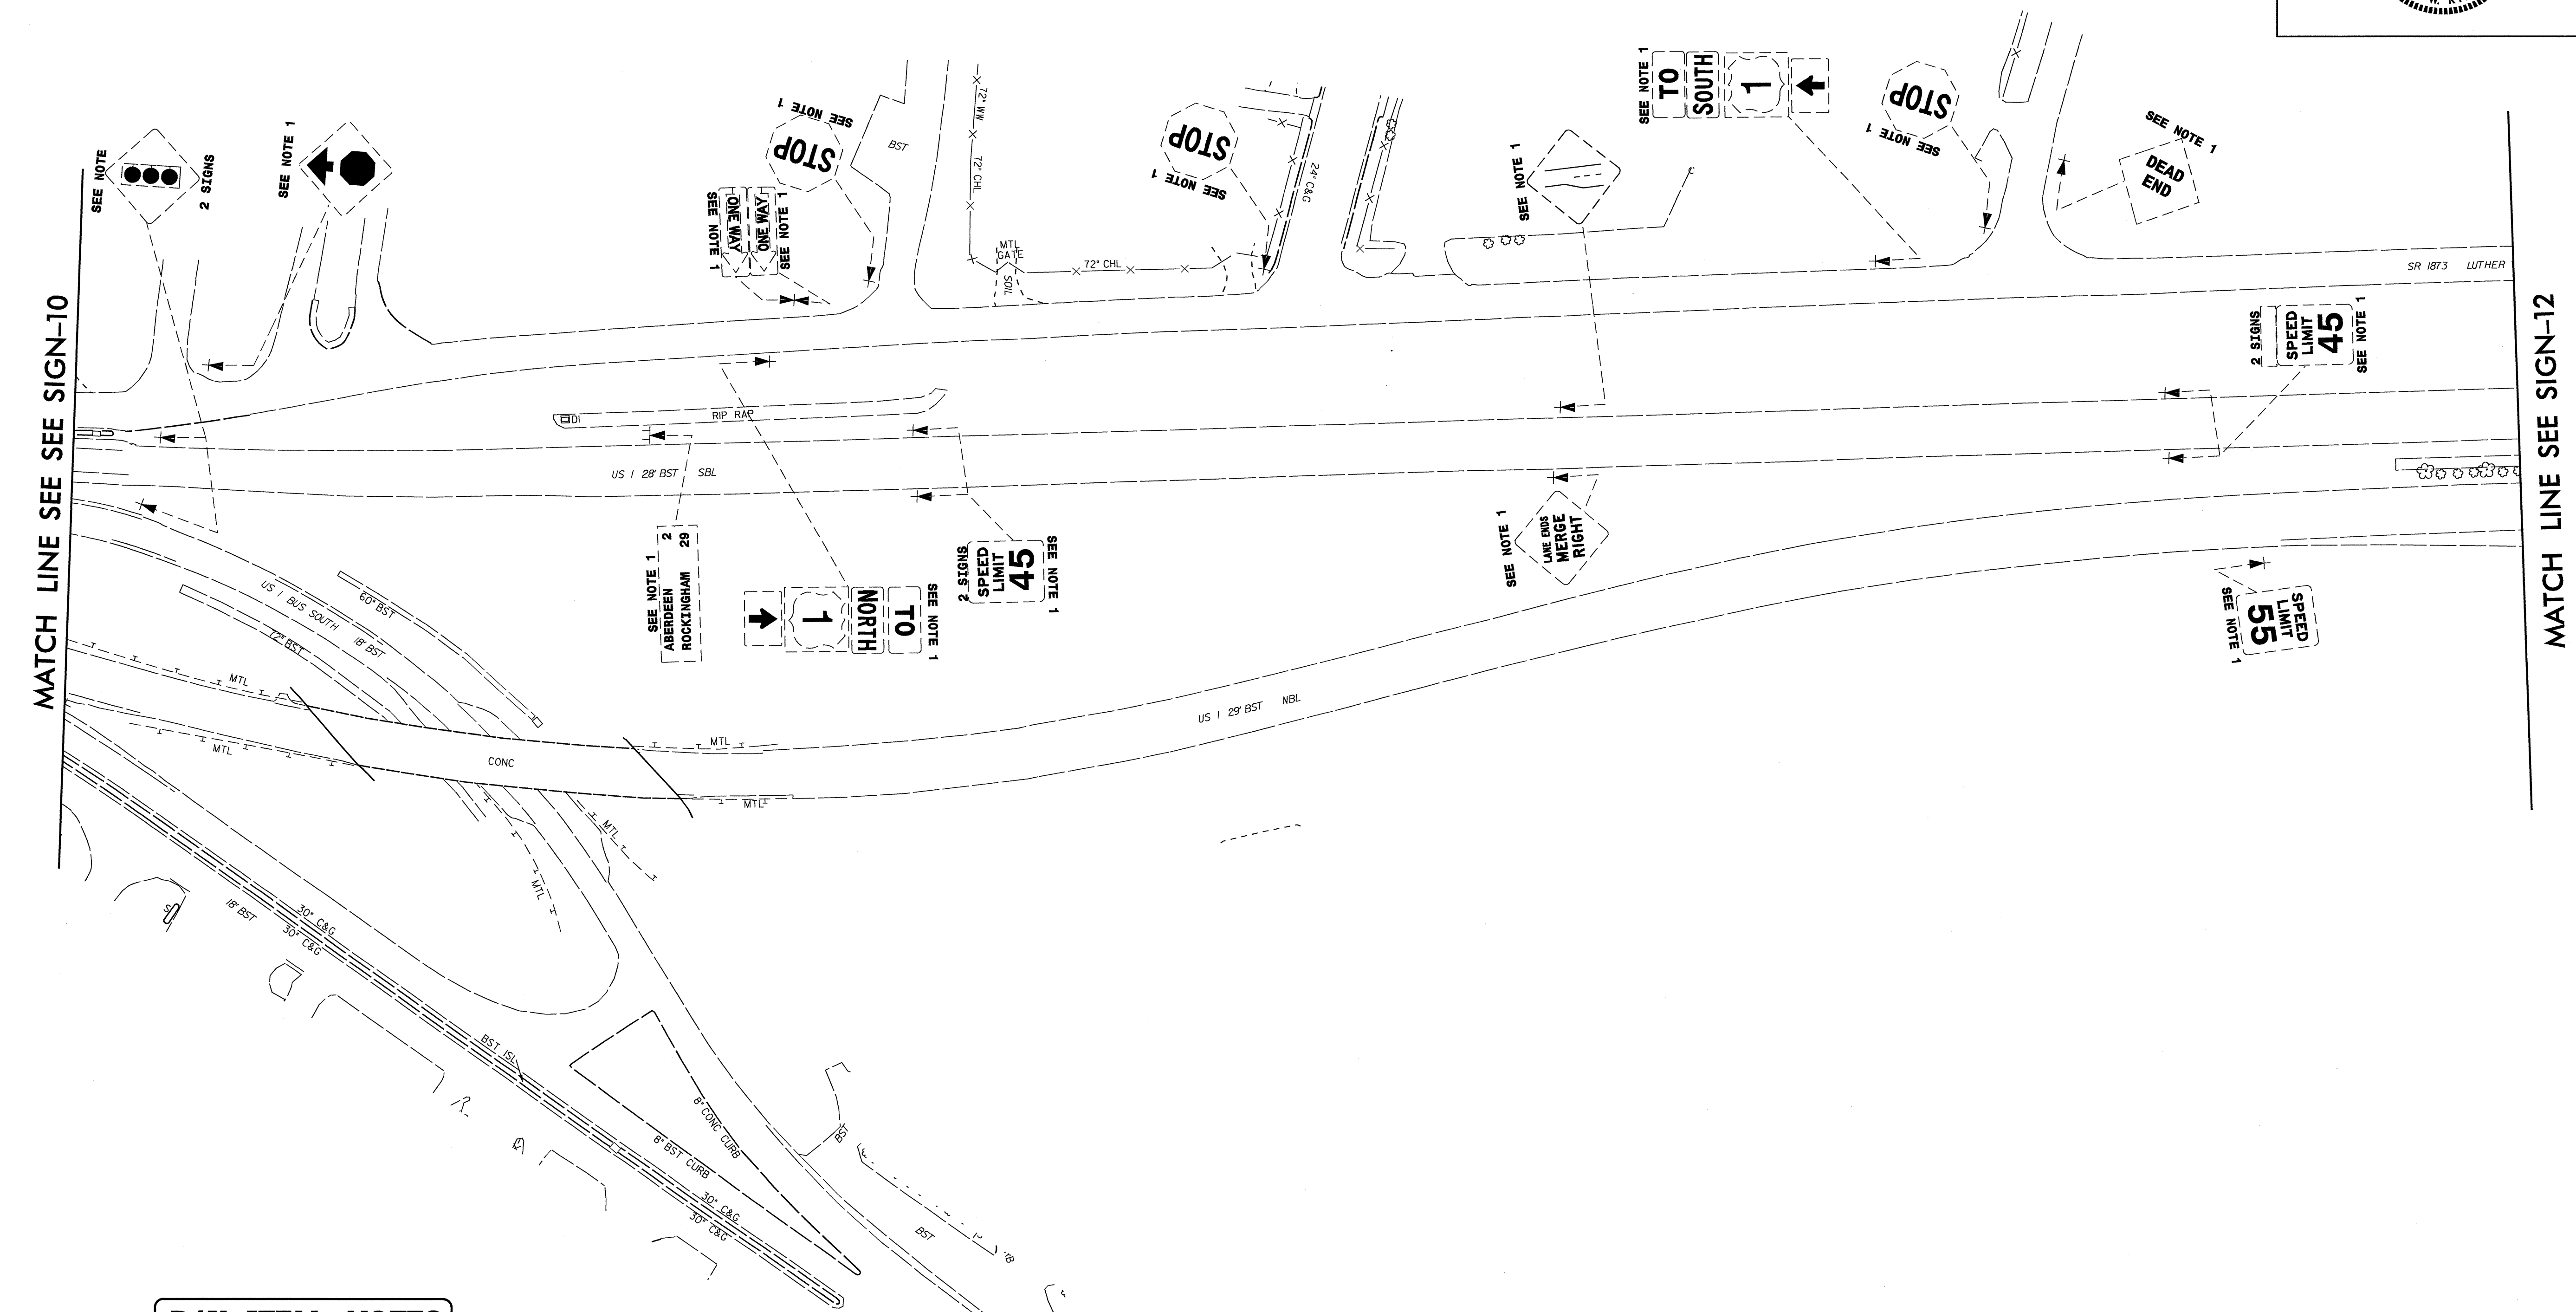 MATCH LINE SEE SEE SIGN-10
SEE NOTE
2 SIGNS
SEE NOTE 1
STOP
SEE NOTE 1
ONE WAY
SEE NOTE 1
ONE WAY
SEE NOTE 1
BST
72" WW
72" CHL
MTL
GATE
SOIL
72" CHL
STOP
SEE NOTE 1
24" C&G
SEE NOTE 1
SEE NOTE 1
TO
SOUTH
1
STOP
SEE NOTE 1
SEE NOTE 1
DEAD
END
SR 1873 LUTHER
2 SIGNS
SPEED
LIMIT
45
SEE NOTE 1
MATCH LINE SEE SIGN-12
DI
RIP RAP
US 1 28' BST SBL
SEE NOTE 1
ABERDEEN 2
ROCKINGHAM 29
1
NORTH
TO
SEE NOTE 1
2 SIGNS
SPEED
LIMIT
45
SEE NOTE 1
SEE NOTE 1
LANE ENDS
MERGE
RIGHT
SPEED
LIMIT
55
SEE NOTE 1
US 1 BUS SOUTH 18' BST
60" BST
72" BST
MTL
MTL
CONC
MTL
MTL
US 1 29' BST NBL
MTL
MTL
S
18' BST
30" C&G
30" C&G
BST ISL
8" CONC CURB
8" BST CURB
30" C&G
30" C&G
BST
BST